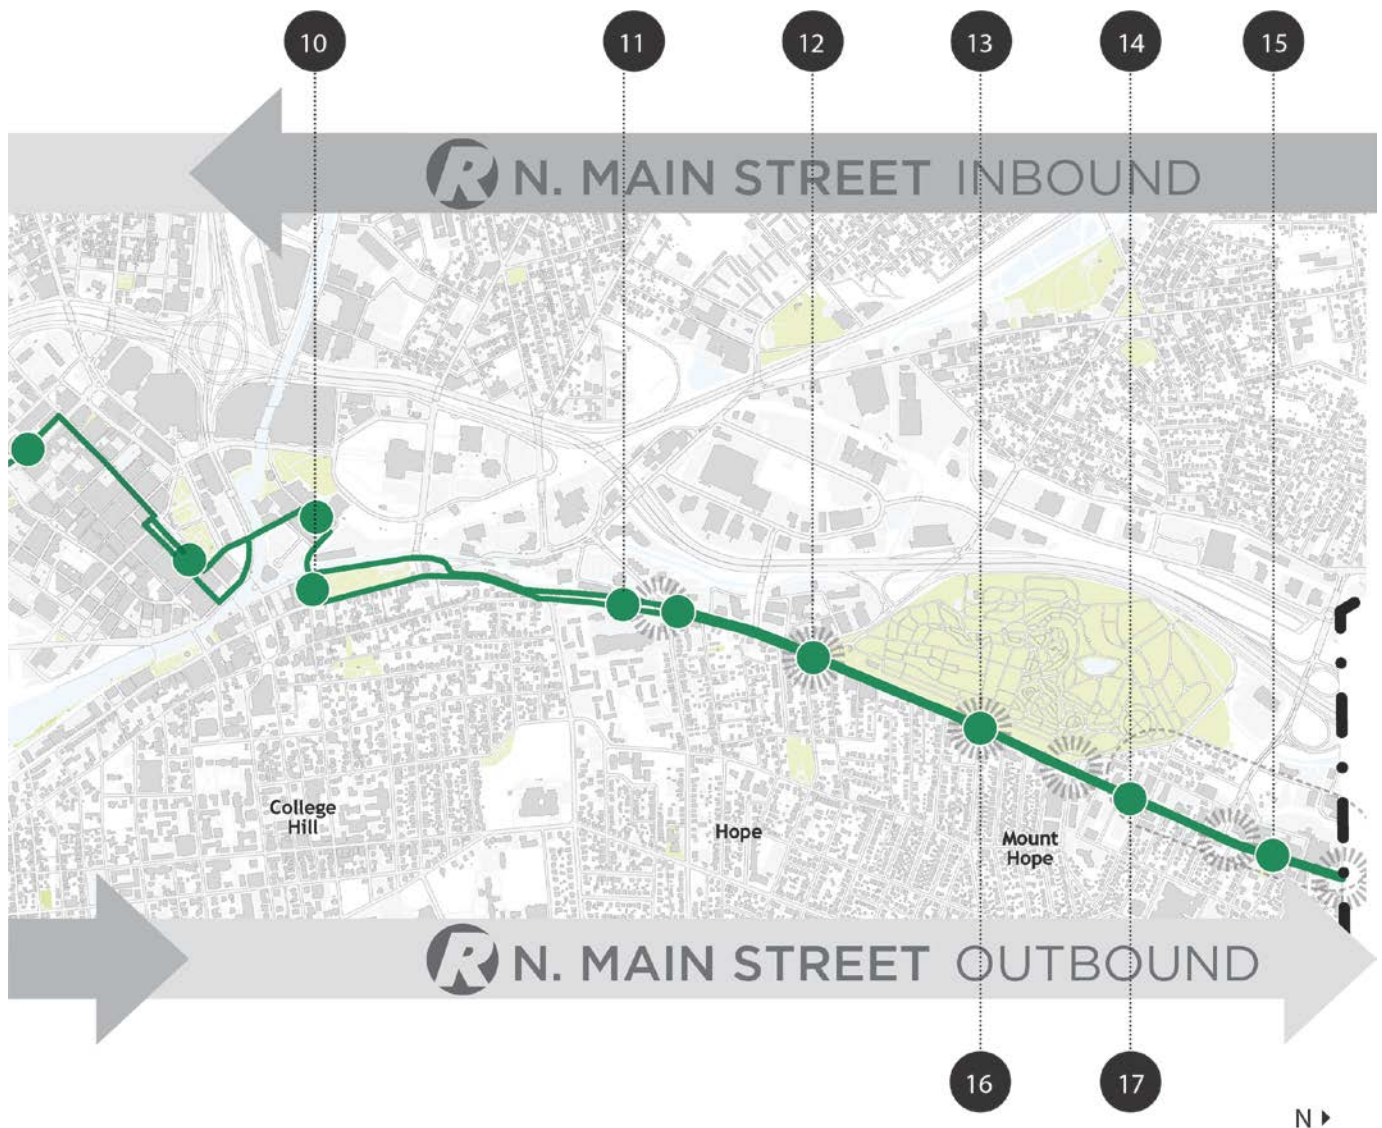 10 11 12 13 14 15
R N. MAIN STREET INBOUND
College
Hill
Hope
Mount
Hope
R N. MAIN STREET OUTBOUND
16 17
N